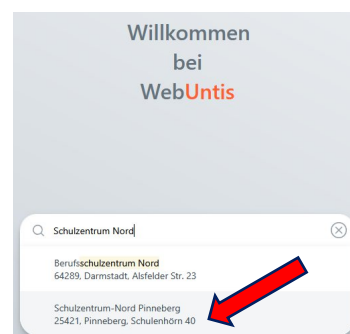 Willkommen
bei
WebUntis
Schulzentrum Nord
Berufsschulzentrum Nord
64289, Darmstadt, Alsfelder Str. 23
Schulzentrum-Nord Pinneberg
25421, Pinneberg, Schulenhörn 40